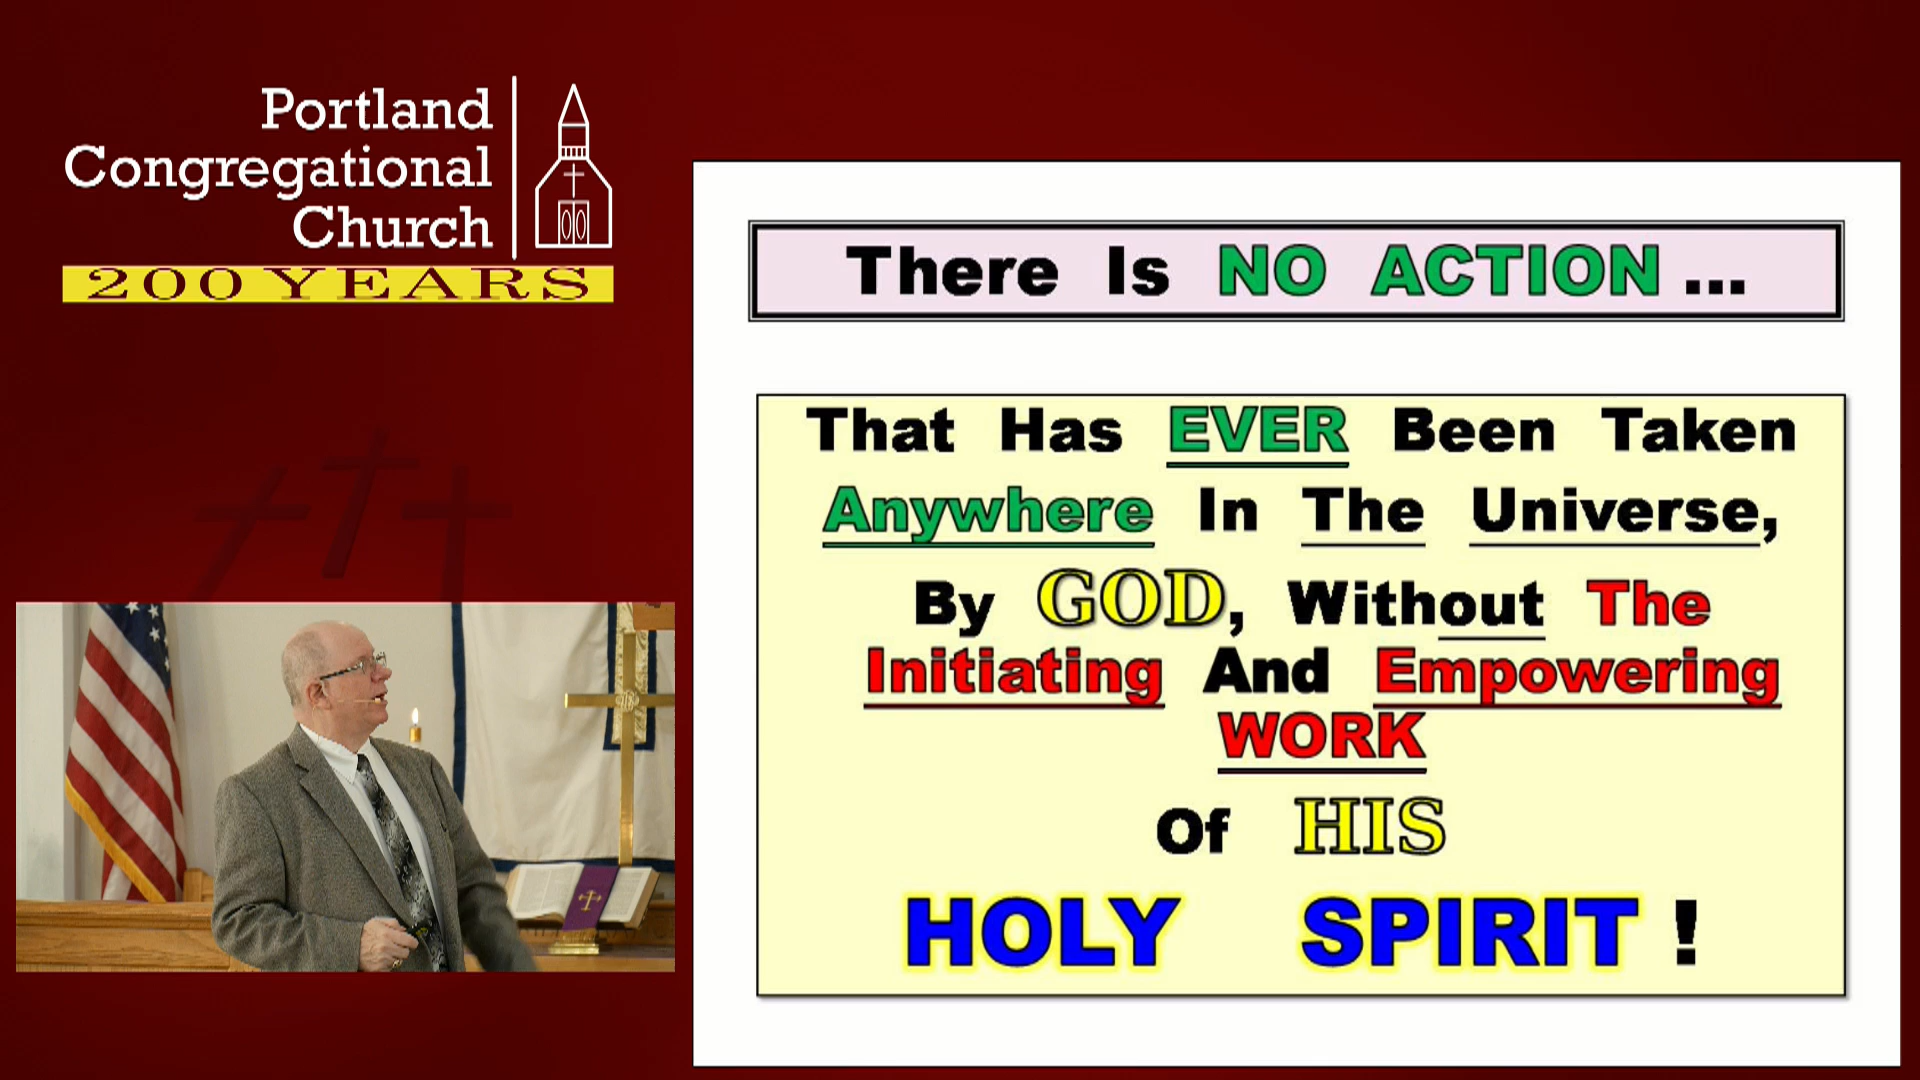 Portland
Congregational
Church
200 YEARS
There Is NO ACTION ...
That Has EVER Been Taken
Anywhere In The Universe,
By GOD, Without The
Initiating And Empowering
WORK
Of HIS
HOLY SPIRIT !